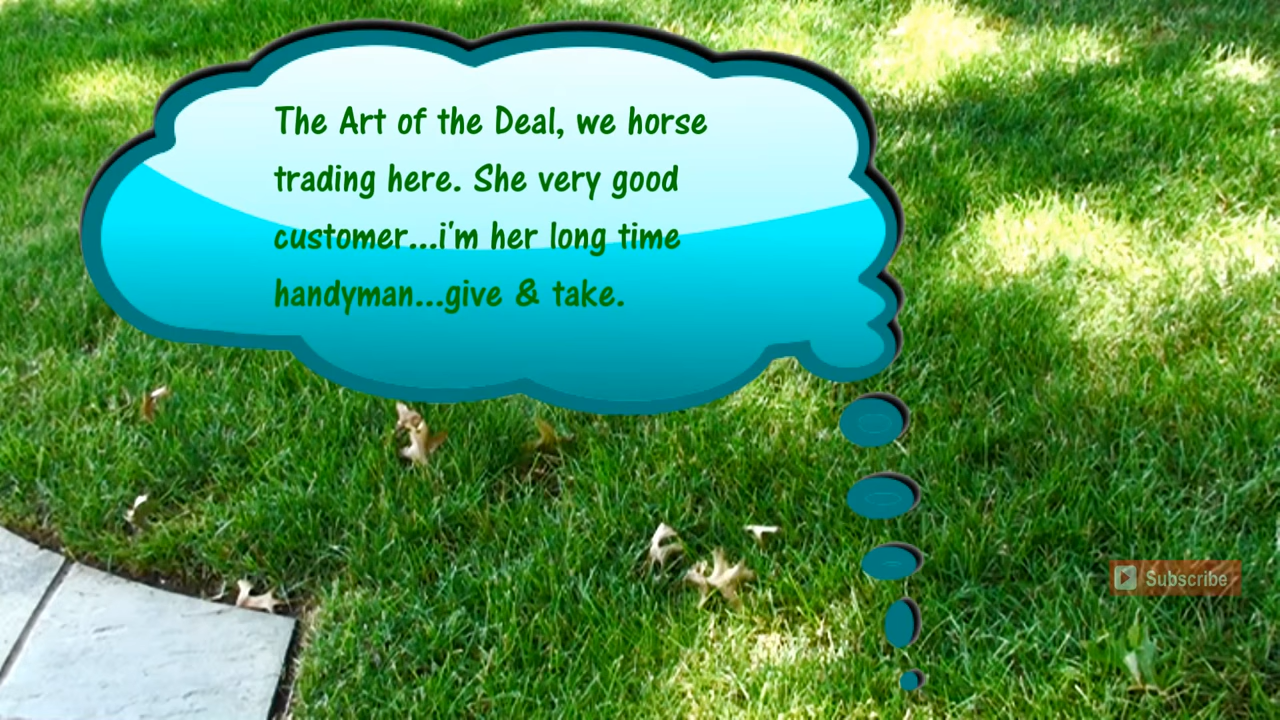 The Art of the Deal, we horse
trading here. She very good
customer...i'm her long time
handyman...give & take.
Subscribe